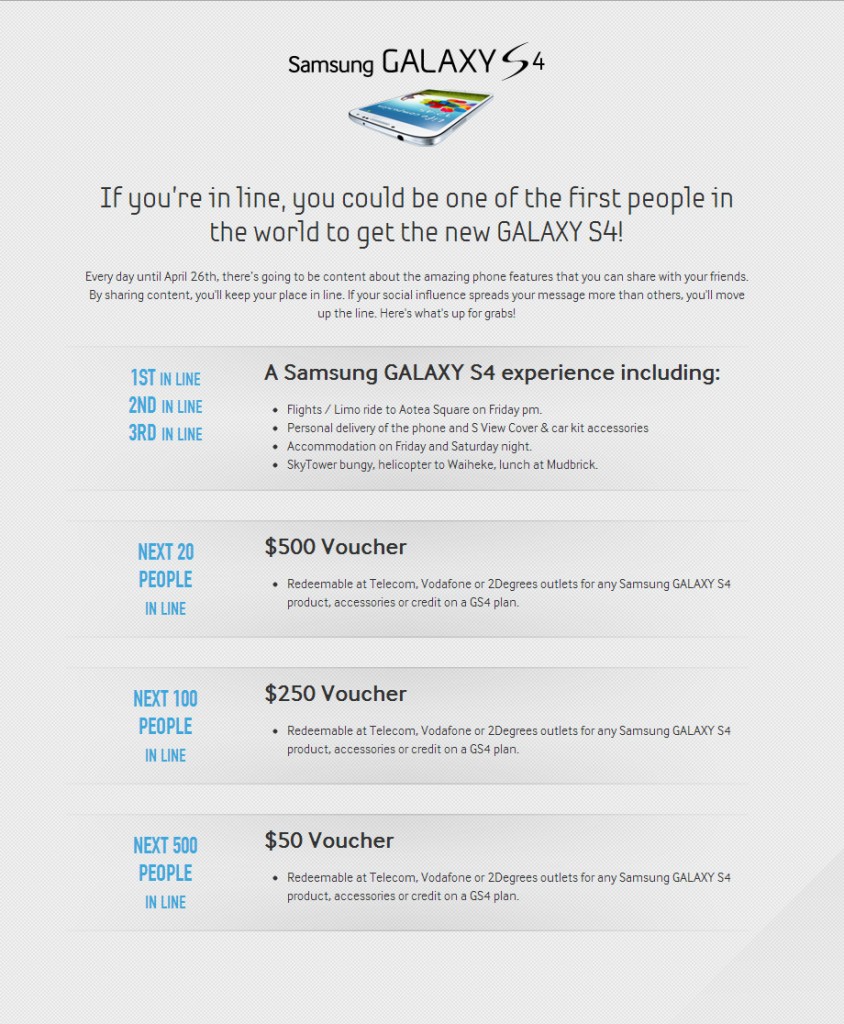 Samsung GALAXY S4
If you're in line, you could be one of the first people in
the world to get the new GALAXY S4!
Every day until April 26th, there's going to be content about the amazing phone features that you can share with your friends.
By sharing content, you'll keep your place in line. If your social influence spreads your message more than others, you'll move
up the line. Here's what's up for grabs!
1ST IN LINE
2ND IN LINE
3RD IN LINE
A Samsung GALAXY S4 experience including:
• Flights / Limo ride to Aotea Square on Friday pm.
• Personal delivery of the phone and S View Cover & car kit accessories
• Accommodation on Friday and Saturday night.
• SkyTower bungy, helicopter to Waiheke, lunch at Mudbrick.
NEXT 20
PEOPLE
IN LINE
$500 Voucher
• Redeemable at Telecom, Vodafone or 2Degrees outlets for any Samsung GALAXY S4
product, accessories or credit on a GS4 plan.
NEXT 100
PEOPLE
IN LINE
$250 Voucher
• Redeemable at Telecom, Vodafone or 2Degrees outlets for any Samsung GALAXY S4
product, accessories or credit on a GS4 plan.
NEXT 500
PEOPLE
IN LINE
$50 Voucher
• Redeemable at Telecom, Vodafone or 2Degrees outlets for any Samsung GALAXY S4
product, accessories or credit on a GS4 plan.